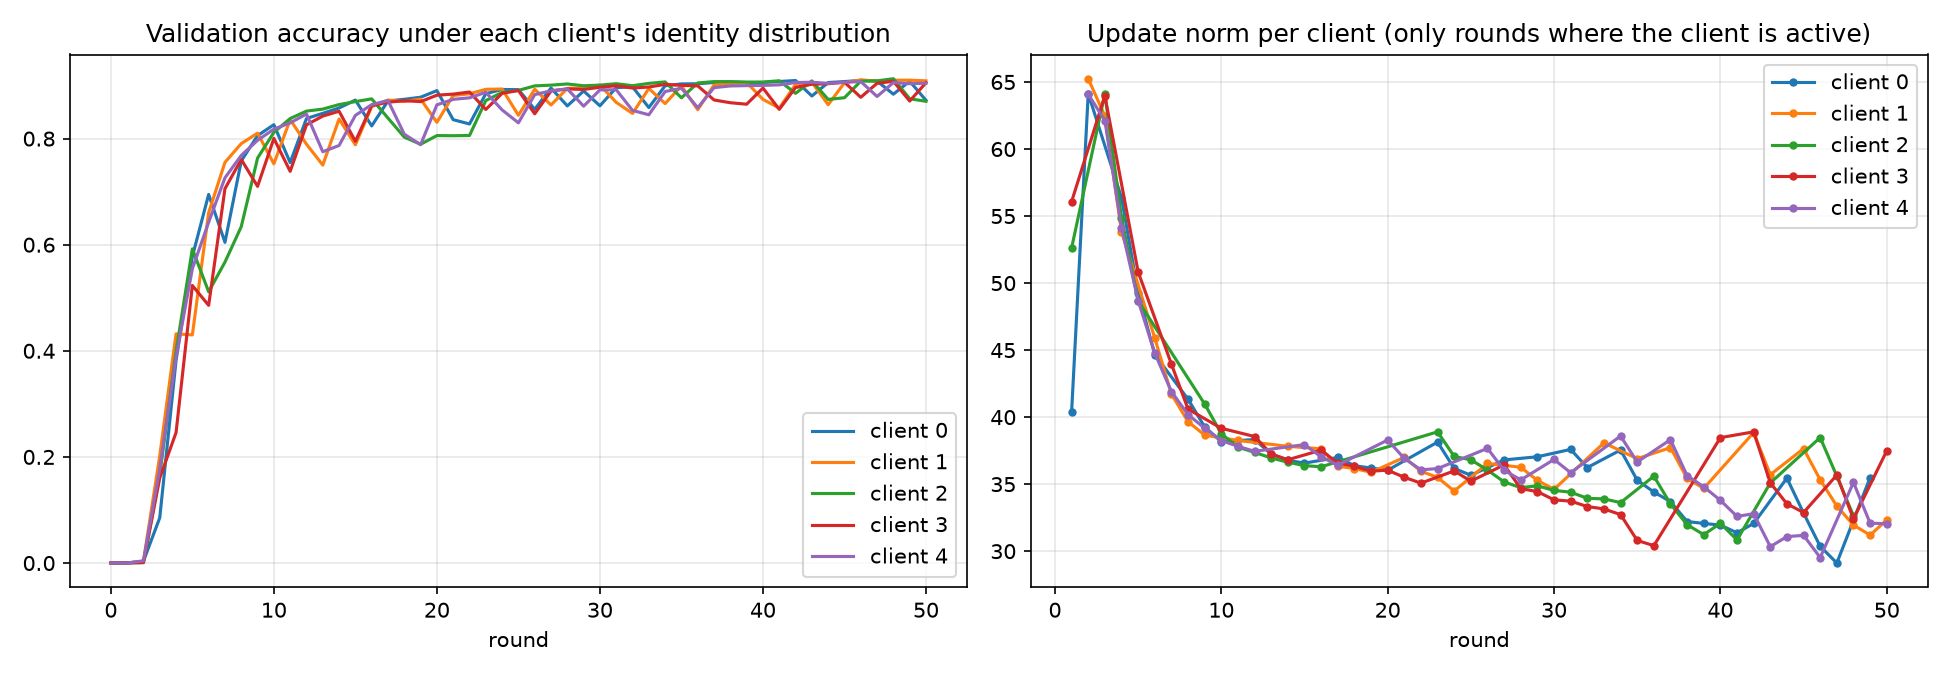 Validation accuracy under each client's identity distribution
0.8
0.6
0.4
0.2
0.0
0 10 20 30 40 50
round
client 0
client 1
client 2
client 3
client 4
Update norm per client (only rounds where the client is active)
65
60
55
50
45
40
35
30
0 10 20 30 40 50
round
client 0
client 1
client 2
client 3
client 4